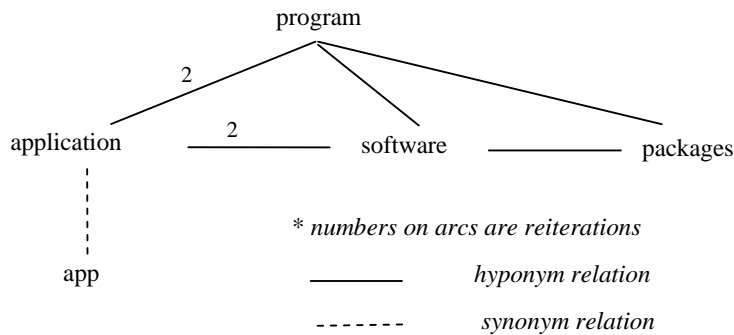 program
2
application
2
software
packages
* numbers on arcs are reiterations
app
hyponym relation
synonym relation